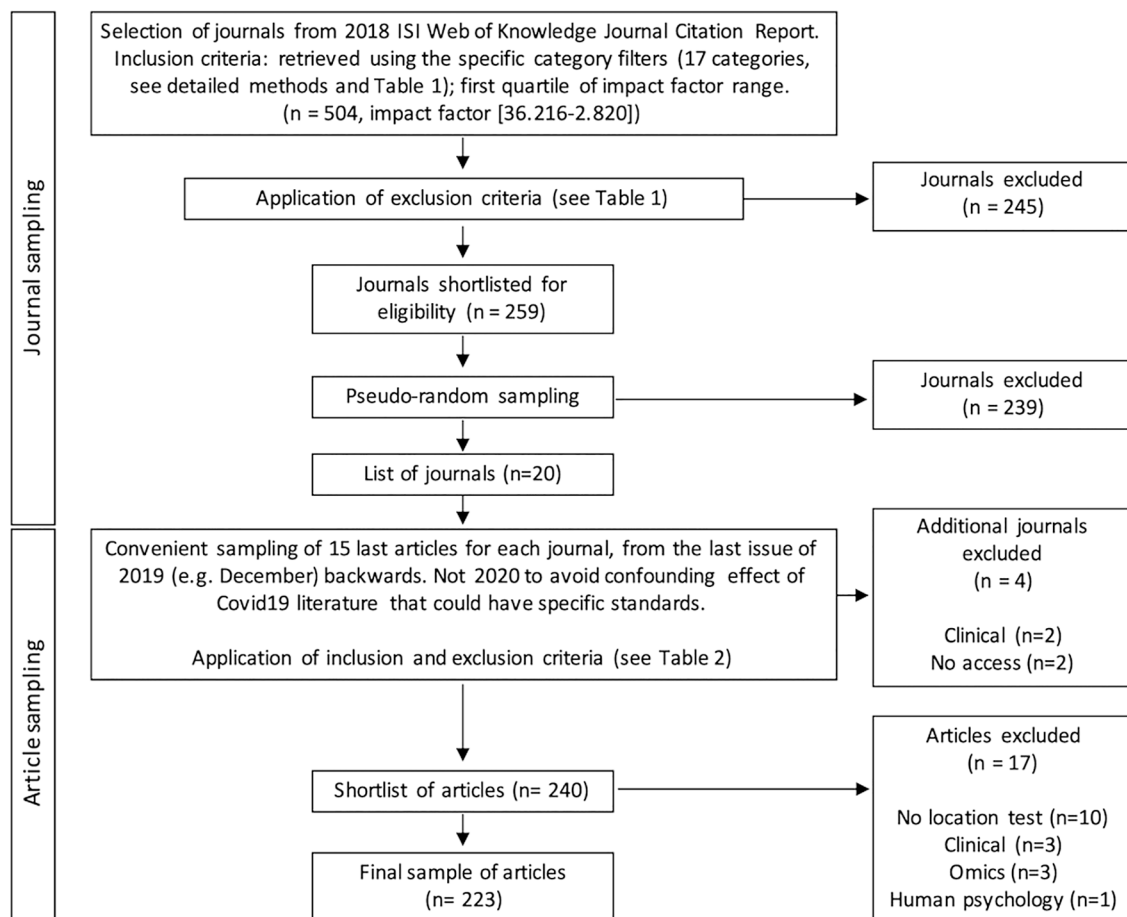 Journal sampling
Selection of journals from 2018 ISI Web of Knowledge Journal Citation Report.
Inclusion criteria: retrieved using the specific category filters (17 categories,
see detailed methods and Table 1); first quartile of impact factor range.
(n = 504, impact factor [36.216-2.820])
Application of exclusion criteria (see Table 1)
Journals excluded
(n = 245)
Journals shortlisted for
eligibility (n = 259)
Pseudo-random sampling
Journals excluded
(n = 239)
List of journals (n=20)
Article sampling
Convenient sampling of 15 last articles for each journal, from the last issue of
2019 (e.g. December) backwards. Not 2020 to avoid confounding effect of
Covid19 literature that could have specific standards.
Application of inclusion and exclusion criteria (see Table 2)
Additional journals
excluded
(n = 4)
Clinical (n=2)
No access (n=2)
Shortlist of articles (n= 240)
Articles excluded
(n = 17)
No location test (n=10)
Clinical (n=3)
Omics (n=3)
Human psychology (n=1)
Final sample of articles
(n= 223)